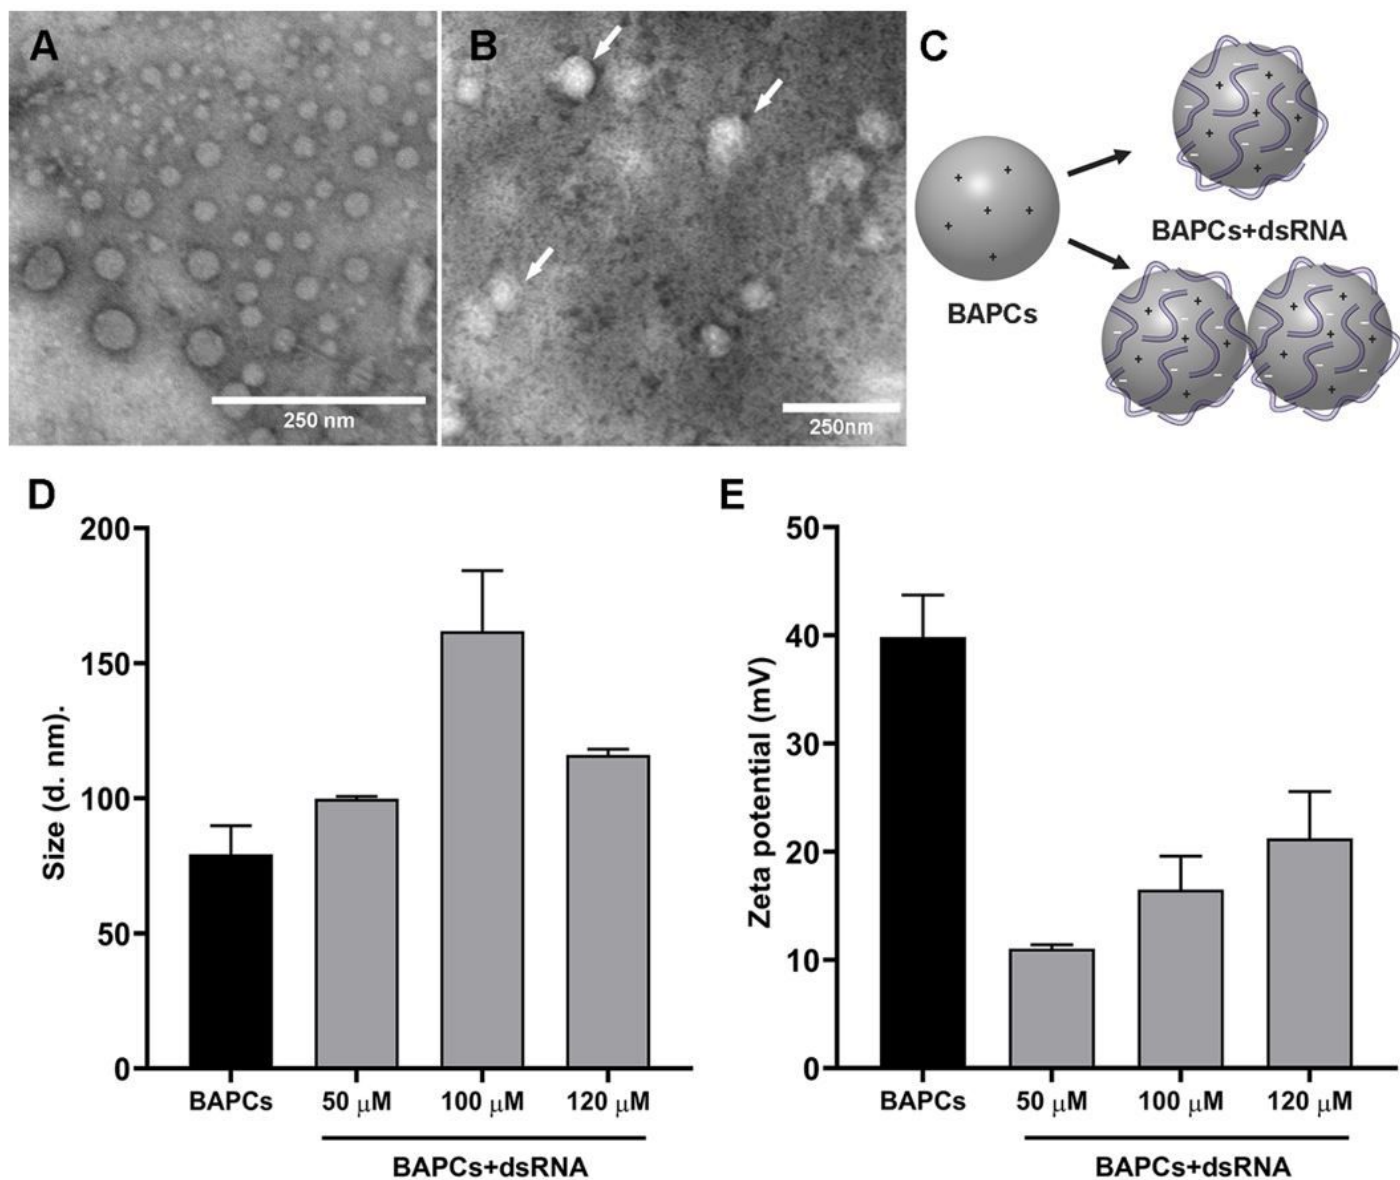 A
250 nm
B
250nm
C
BAPCs
BAPCs+dsRNA
D
Size (d. nm).
200
150
100
50
0
BAPCs
50 μM
100 μM
120 μM
BAPCs+dsRNA
E
Zeta potential (mV)
50
40
30
20
10
0
BAPCs
50 μM
100 μM
120 μM
BAPCs+dsRNA